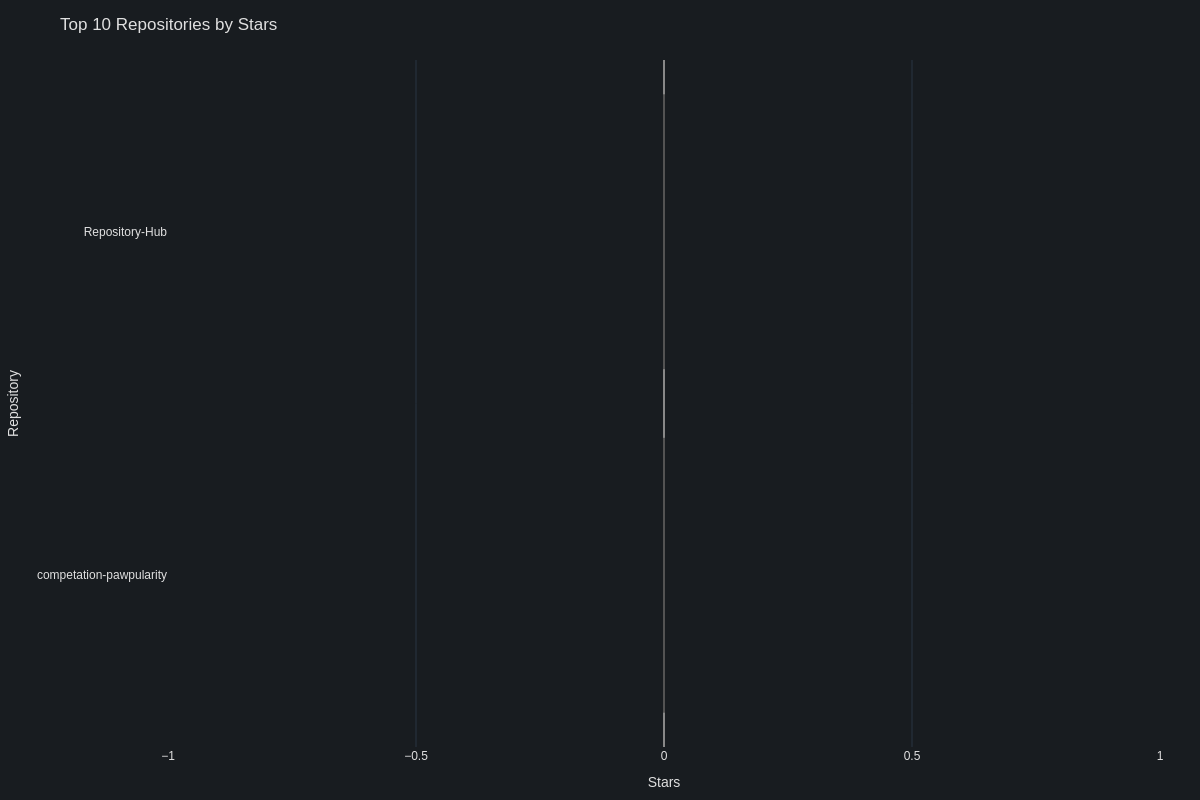 Top 10 Repositories by Stars
Repository-Hub
Repository
competation-pawpularity
−1
−0.5
0
0.5
1
Stars